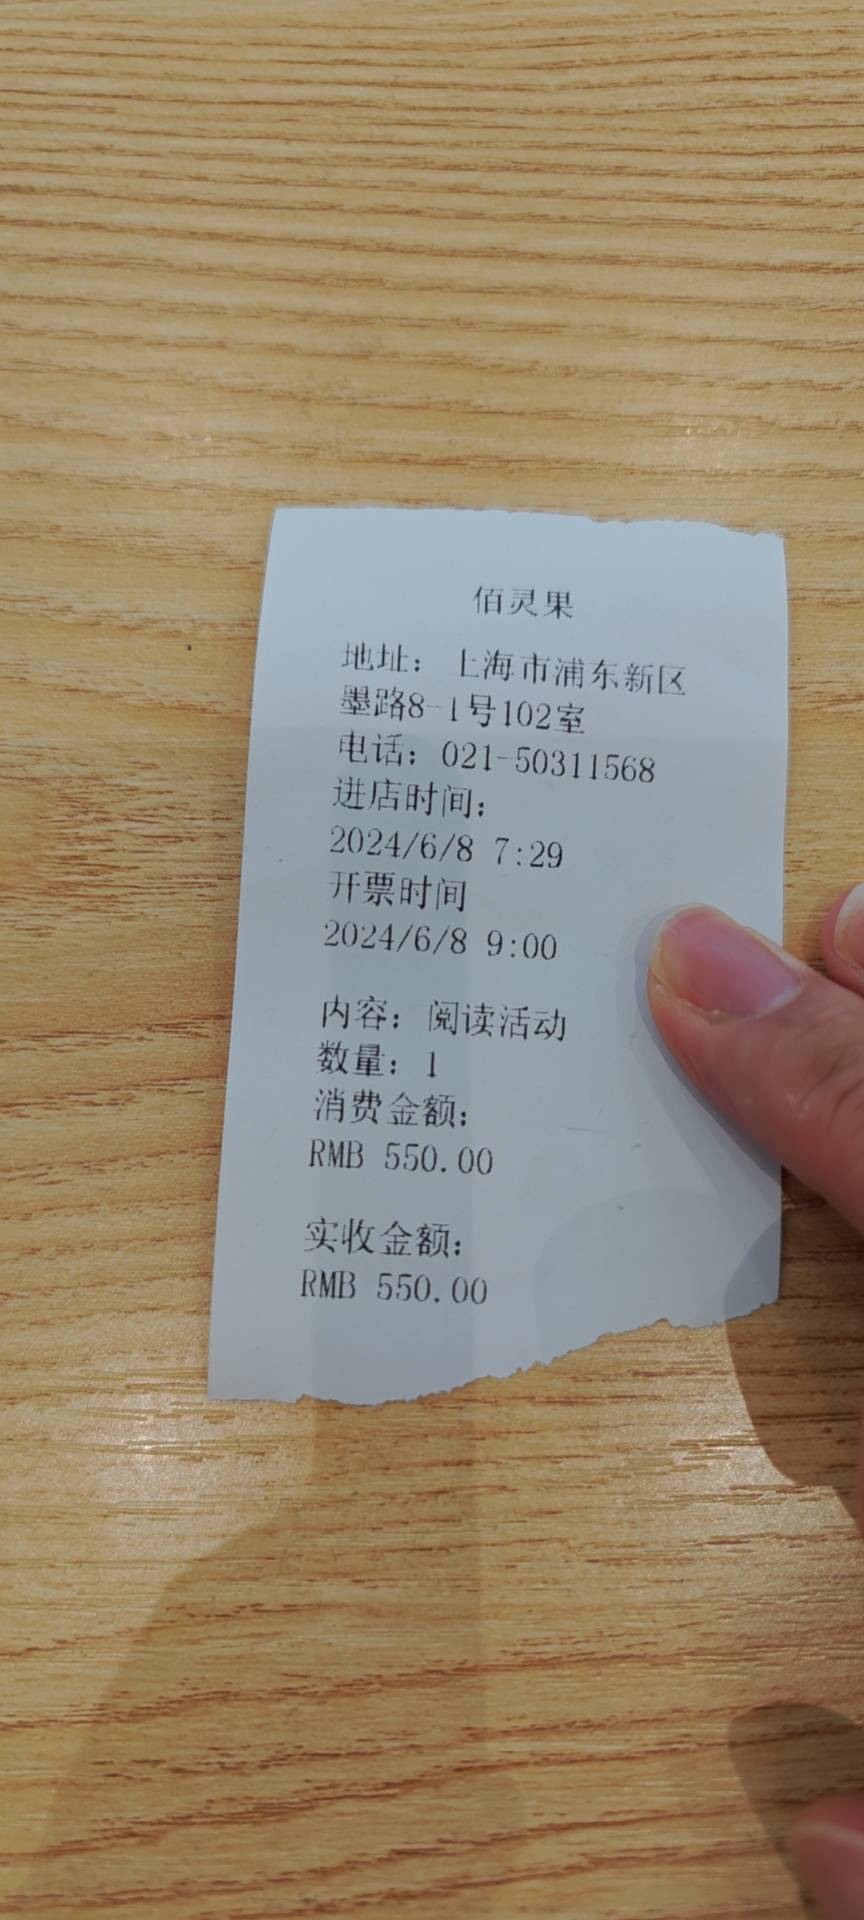 佰灵果
地址：上海市浦东新区
墨路8-1号102室
电话：021-50311568
进店时间：
2024/6/8 7:29
开票时间
2024/6/8 9:00
内容：阅读活动
数量：1
消费金额：
RMB 550.00
实收金额：
RMB 550.00